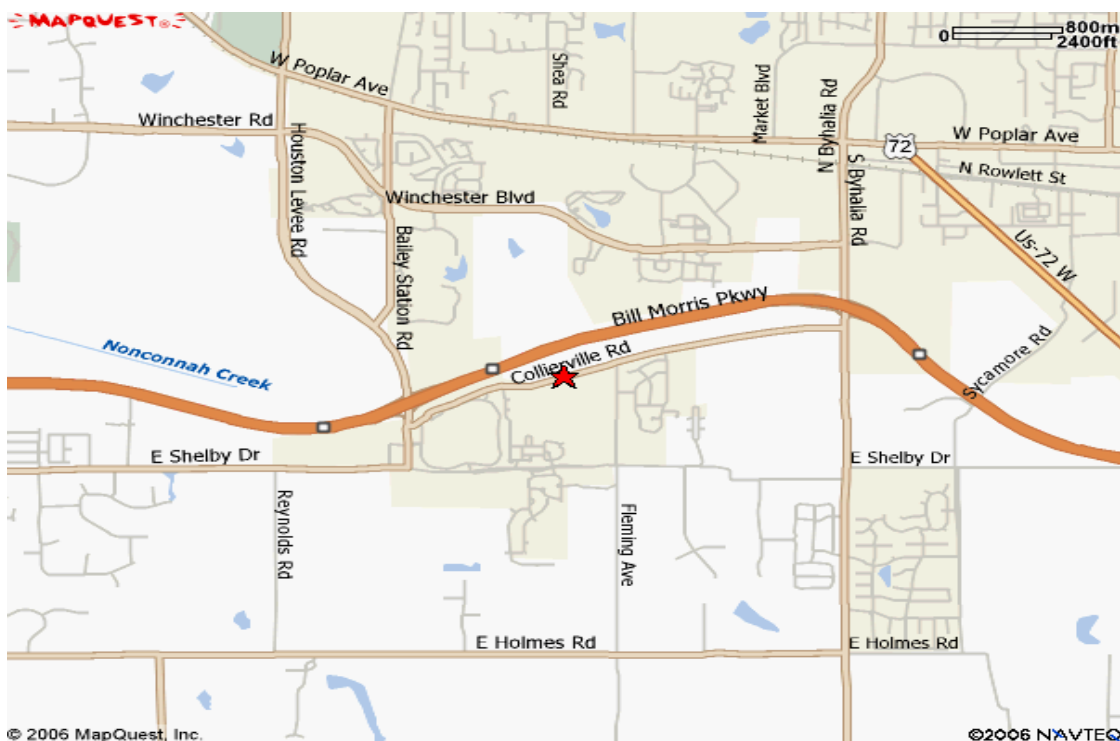 MAPQUEST®
0
800m
2400ft
W Poplar Ave
Shea Rd
Market Blvd
N Byhalia Rd
Winchester Rd
Houston Levee Rd
W Poplar Ave
72
N Rowlett St
S Byhalia Rd
Winchester Blvd
Bailey Station Rd
Us-72 W
Bill Morris Pkwy
Nonconnah Creek
Collierville Rd
Sycamore Rd
E Shelby Dr
E Shelby Dr
Reynolds Rd
Fleming Ave
E Holmes Rd
E Holmes Rd
© 2006 MapQuest, Inc.
©2006 NAVTEQ